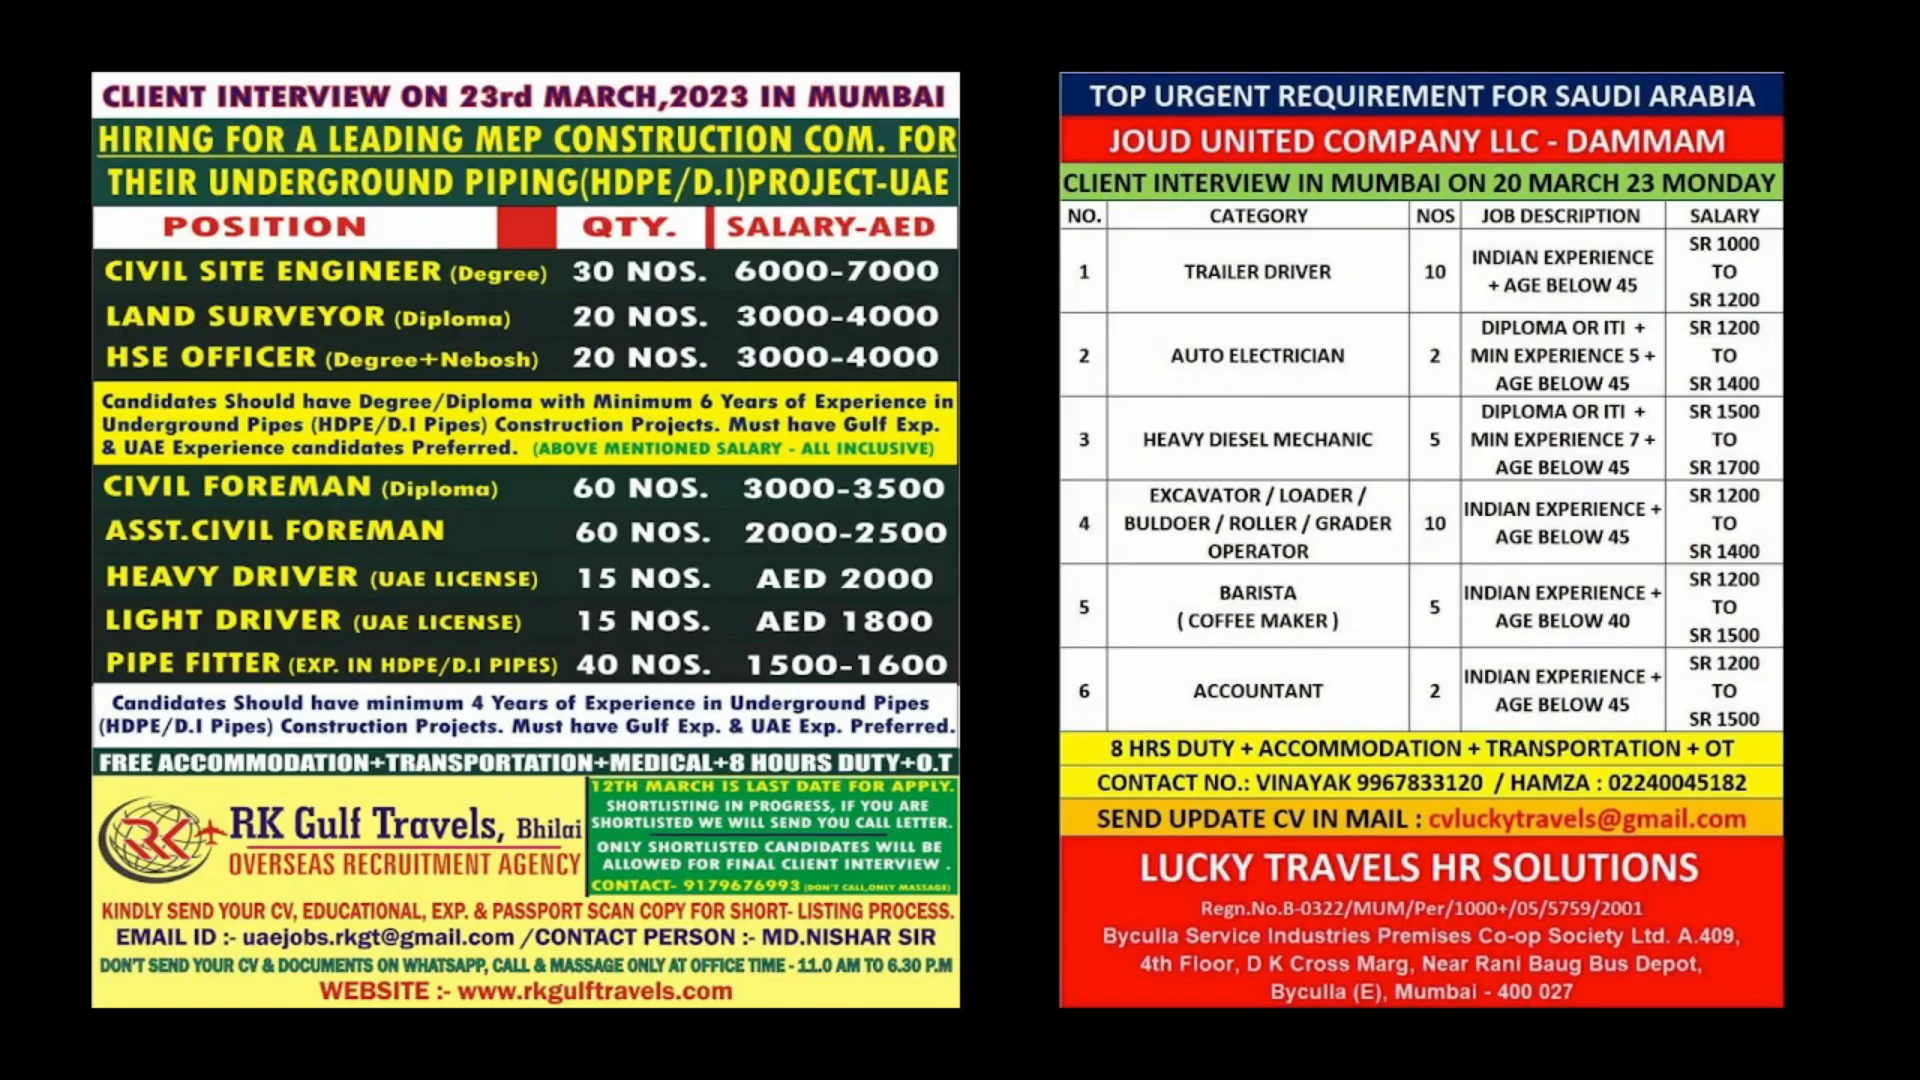 CLIENT INTERVIEW ON 23rd MARCH,2023 IN MUMBAI
HIRING FOR A LEADING MEP CONSTRUCTION COM. FOR
THEIR UNDERGROUND PIPING(HDPE/D.I)PROJECT-UAE
POSITION QTY. SALARY-AED
CIVIL SITE ENGINEER (Degree) 30 NOS. 6000-7000
LAND SURVEYOR (Diploma) 20 NOS. 3000-4000
HSE OFFICER (Degree+Nebosh) 20 NOS. 3000-4000
Candidates Should have Degree/Diploma with Minimum 6 Years of Experience in
Underground Pipes (HDPE/D.I Pipes) Construction Projects. Must have Gulf Exp.
& UAE Experience candidates Preferred. (ABOVE MENTIONED SALARY - ALL INCLUSIVE)
CIVIL FOREMAN (Diploma) 60 NOS. 3000-3500
ASST.CIVIL FOREMAN 60 NOS. 2000-2500
HEAVY DRIVER (UAE LICENSE) 15 NOS. AED 2000
LIGHT DRIVER (UAE LICENSE) 15 NOS. AED 1800
PIPE FITTER (EXP. IN HDPE/D.I PIPES) 40 NOS. 1500-1600
Candidates Should have minimum 4 Years of Experience in Underground Pipes
(HDPE/D.I Pipes) Construction Projects. Must have Gulf Exp. & UAE Exp. Preferred.
FREE ACCOMMODATION+TRANSPORTATION+MEDICAL+8 HOURS DUTY+O.T
RK
RK Gulf Travels, Bhilai
OVERSEAS RECRUITMENT AGENCY
12TH MARCH IS LAST DATE FOR APPLY.
SHORTLISTING IN PROGRESS, IF YOU ARE
SHORTLISTED WE WILL SEND YOU CALL LETTER.
ONLY SHORTLISTED CANDIDATES WILL BE
ALLOWED FOR FINAL CLIENT INTERVIEW .
CONTACT- 9179676993 (DON'T CALL,ONLY MASSAGE)
KINDLY SEND YOUR CV, EDUCATIONAL, EXP. & PASSPORT SCAN COPY FOR SHORT- LISTING PROCESS.
EMAIL ID :- uaejobs.rkgt@gmail.com /CONTACT PERSON :- MD.NISHAR SIR
DON'T SEND YOUR CV & DOCUMENTS ON WHATSAPP, CALL & MASSAGE ONLY AT OFFICE TIME - 11.0 AM TO 6.30 P.M
WEBSITE :- www.rkgulftravels.com
TOP URGENT REQUIREMENT FOR SAUDI ARABIA
JOUD UNITED COMPANY LLC - DAMMAM
CLIENT INTERVIEW IN MUMBAI ON 20 MARCH 23 MONDAY
NO. CATEGORY NOS JOB DESCRIPTION SALARY
1 TRAILER DRIVER 10 INDIAN EXPERIENCE + AGE BELOW 45 SR 1000 TO SR 1200
2 AUTO ELECTRICIAN 2 DIPLOMA OR ITI + MIN EXPERIENCE 5 + AGE BELOW 45 SR 1200 TO SR 1400
3 HEAVY DIESEL MECHANIC 5 DIPLOMA OR ITI + MIN EXPERIENCE 7 + AGE BELOW 45 SR 1500 TO SR 1700
4 EXCAVATOR / LOADER / BULDOER / ROLLER / GRADER OPERATOR 10 INDIAN EXPERIENCE + AGE BELOW 45 SR 1200 TO SR 1400
5 BARISTA ( COFFEE MAKER ) 5 INDIAN EXPERIENCE + AGE BELOW 40 SR 1200 TO SR 1500
6 ACCOUNTANT 2 INDIAN EXPERIENCE + AGE BELOW 45 SR 1200 TO SR 1500
8 HRS DUTY + ACCOMMODATION + TRANSPORTATION + OT
CONTACT NO.: VINAYAK 9967833120 / HAMZA : 02240045182
SEND UPDATE CV IN MAIL : cvluckytravels@gmail.com
LUCKY TRAVELS HR SOLUTIONS
Regn.No.B-0322/MUM/Per/1000+/05/5759/2001
Byculla Service Industries Premises Co-op Society Ltd. A.409,
4th Floor, D K Cross Marg, Near Rani Baug Bus Depot,
Byculla (E), Mumbai - 400 027